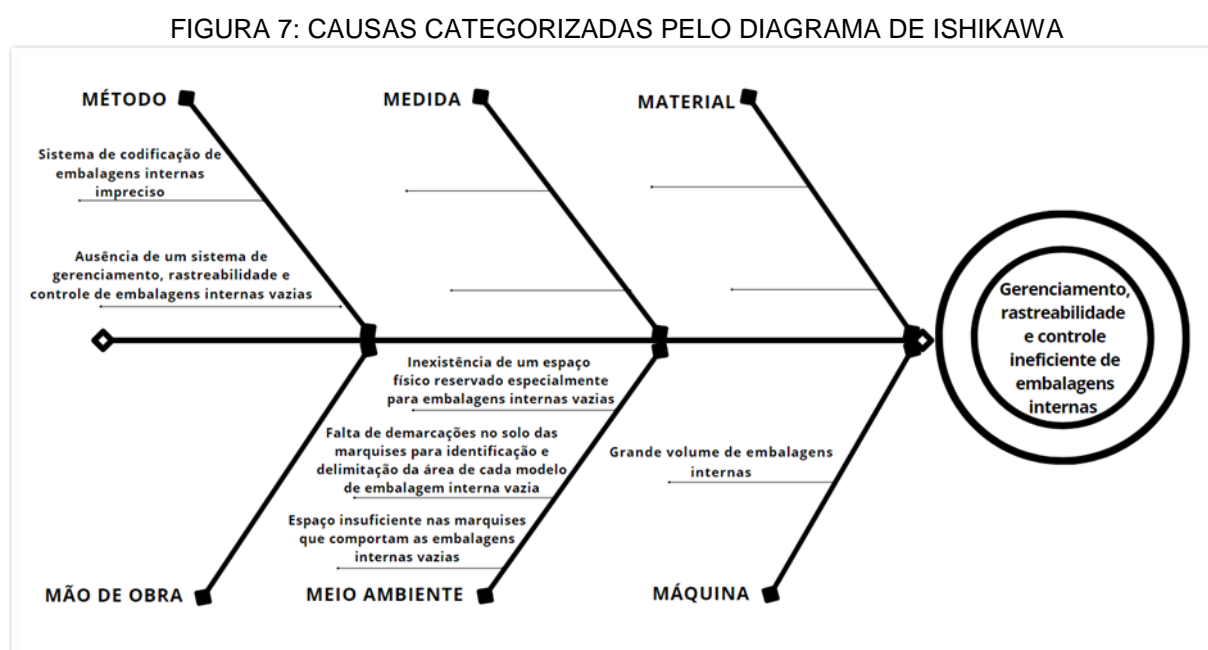 FIGURA 7: CAUSAS CATEGORIZADAS PELO DIAGRAMA DE ISHIKAWA
MÉTODO
Sistema de codificação de
embalagens internas
impreciso
Ausência de um sistema de
gerenciamento, rastreabilidade e
controle de embalagens internas vazias
MEDIDA
MATERIAL
Gerenciamento,
rastreabilidade
e controle
ineficiente de
embalagens
internas
MÃO DE OBRA
Inexistência de um espaço
físico reservado especialmente
para embalagens internas vazias
Falta de demarcações no solo das
marquises para identificação e
delimitação da área de cada modelo
de embalagem interna vazia
Espaço insuficiente nas marquises
que comportam as embalagens
internas vazias
MEIO AMBIENTE
Grande volume de embalagens
internas
MÁQUINA